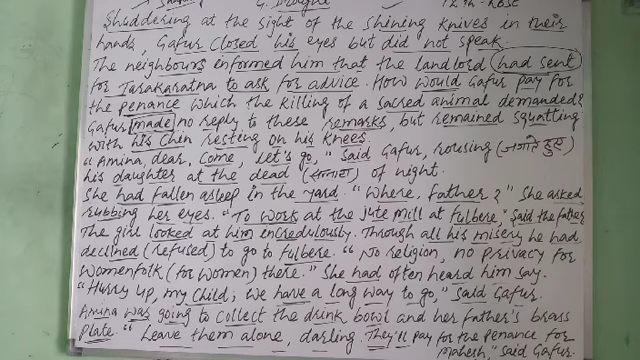 Shuddering at the sight of the shining knives in their
hands, Gafur closed his eyes but did not speak
The neighbours informed him that the landlord (had sent)
for Tarakaratna to ask for advice. How would Gafur pay for
the penance which the killing of a sacred animal demanded?
Gafur made no reply to these remarks, but remained squatting
with his chin resting on his knees.
"Amina, dear, come, let's go," said Gafur, rousing (जगाते हुए)
his daughter at the dead (सन्नाटा) of night.
She had fallen asleep in the yard. "Where, father?" She asked
rubbing her eyes. "To work at the jute mill at fulbere," said the father
The girl looked at him incredulously. Through all his misery he had
declined (refused) to go to fulbere. "No religion, no privacy for
womenfolk (for women) there." She had often heard him say.
"Hurry up, my child; we have a long way to go," said Gafur.
Amina was going to collect the drink bowl and her father's brass
plate. "Leave them alone, darling. They'll pay for the penance for
Mahesh," said Gafur.